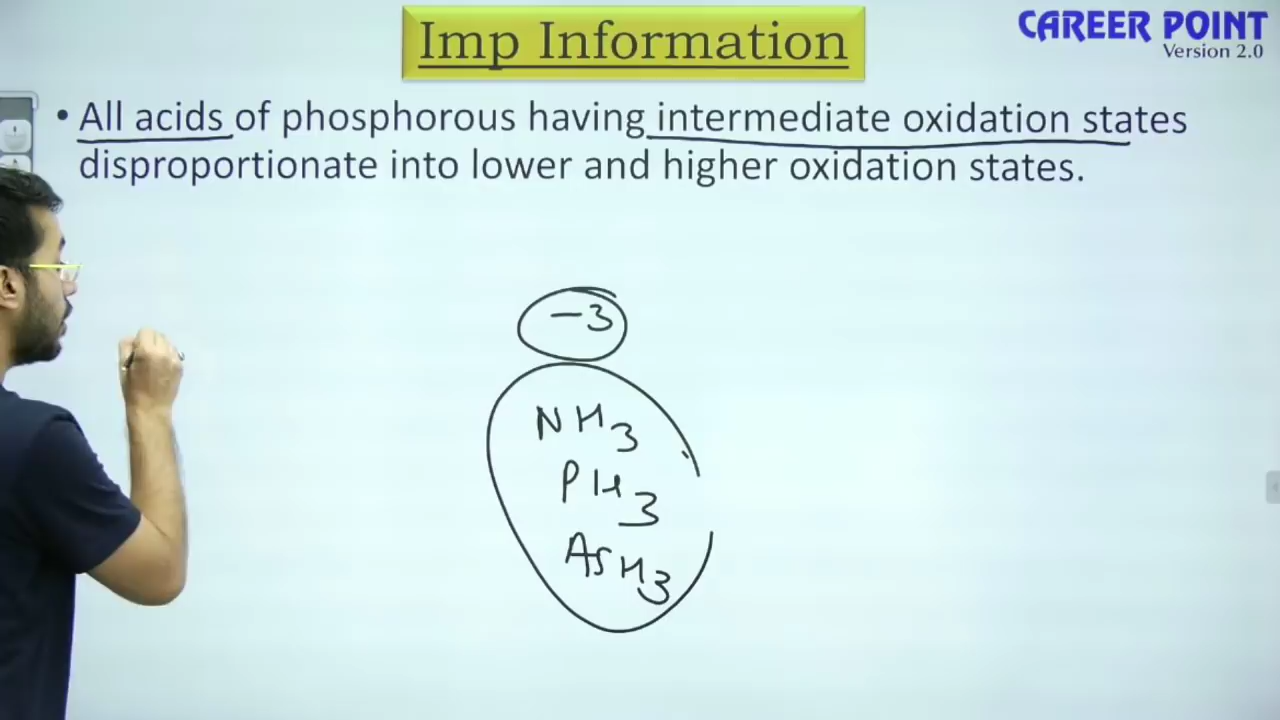 Imp Information
CAREER POINT
Version 2.0
• All acids of phosphorous having intermediate oxidation states
disproportionate into lower and higher oxidation states.
-3
NH3
PH3
AsH3